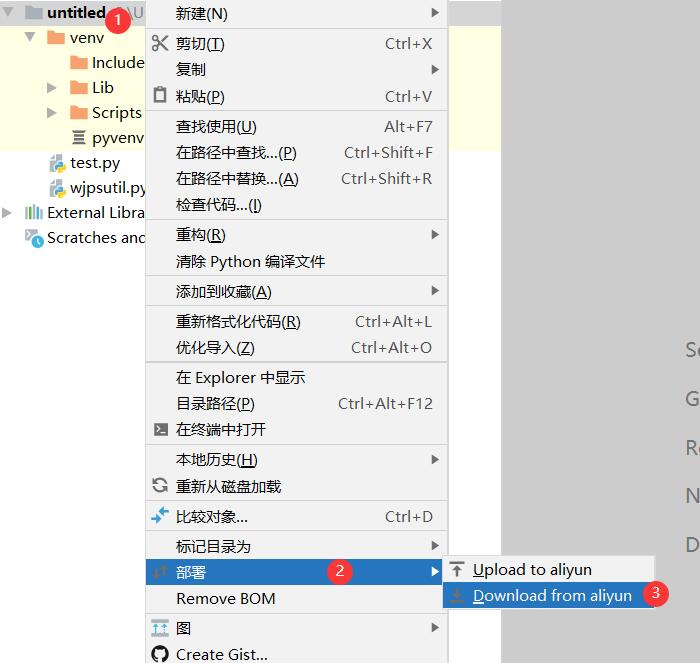 untitled
1
venv
Include
Lib
Scripts
pyvenv
test.py
wjpsutil.py
External Libra
Scratches and
新建(N)
剪切(T) Ctrl+X
复制
粘贴(P) Ctrl+V
查找使用(U) Alt+F7
在路径中查找...(P) Ctrl+Shift+F
在路径中替换...(A) Ctrl+Shift+R
检查代码...(I)
重构(R)
清除 Python 编译文件
添加到收藏(A)
重新格式化代码(R) Ctrl+Alt+L
优化导入(Z) Ctrl+Alt+O
在 Explorer 中显示
目录路径(P) Ctrl+Alt+F12
在终端中打开
本地历史(H)
重新从磁盘加载
比较对象... Ctrl+D
标记目录为
部署 2
Remove BOM
图
Create Gist...
Upload to aliyun
Download from aliyun 3
G
N
D